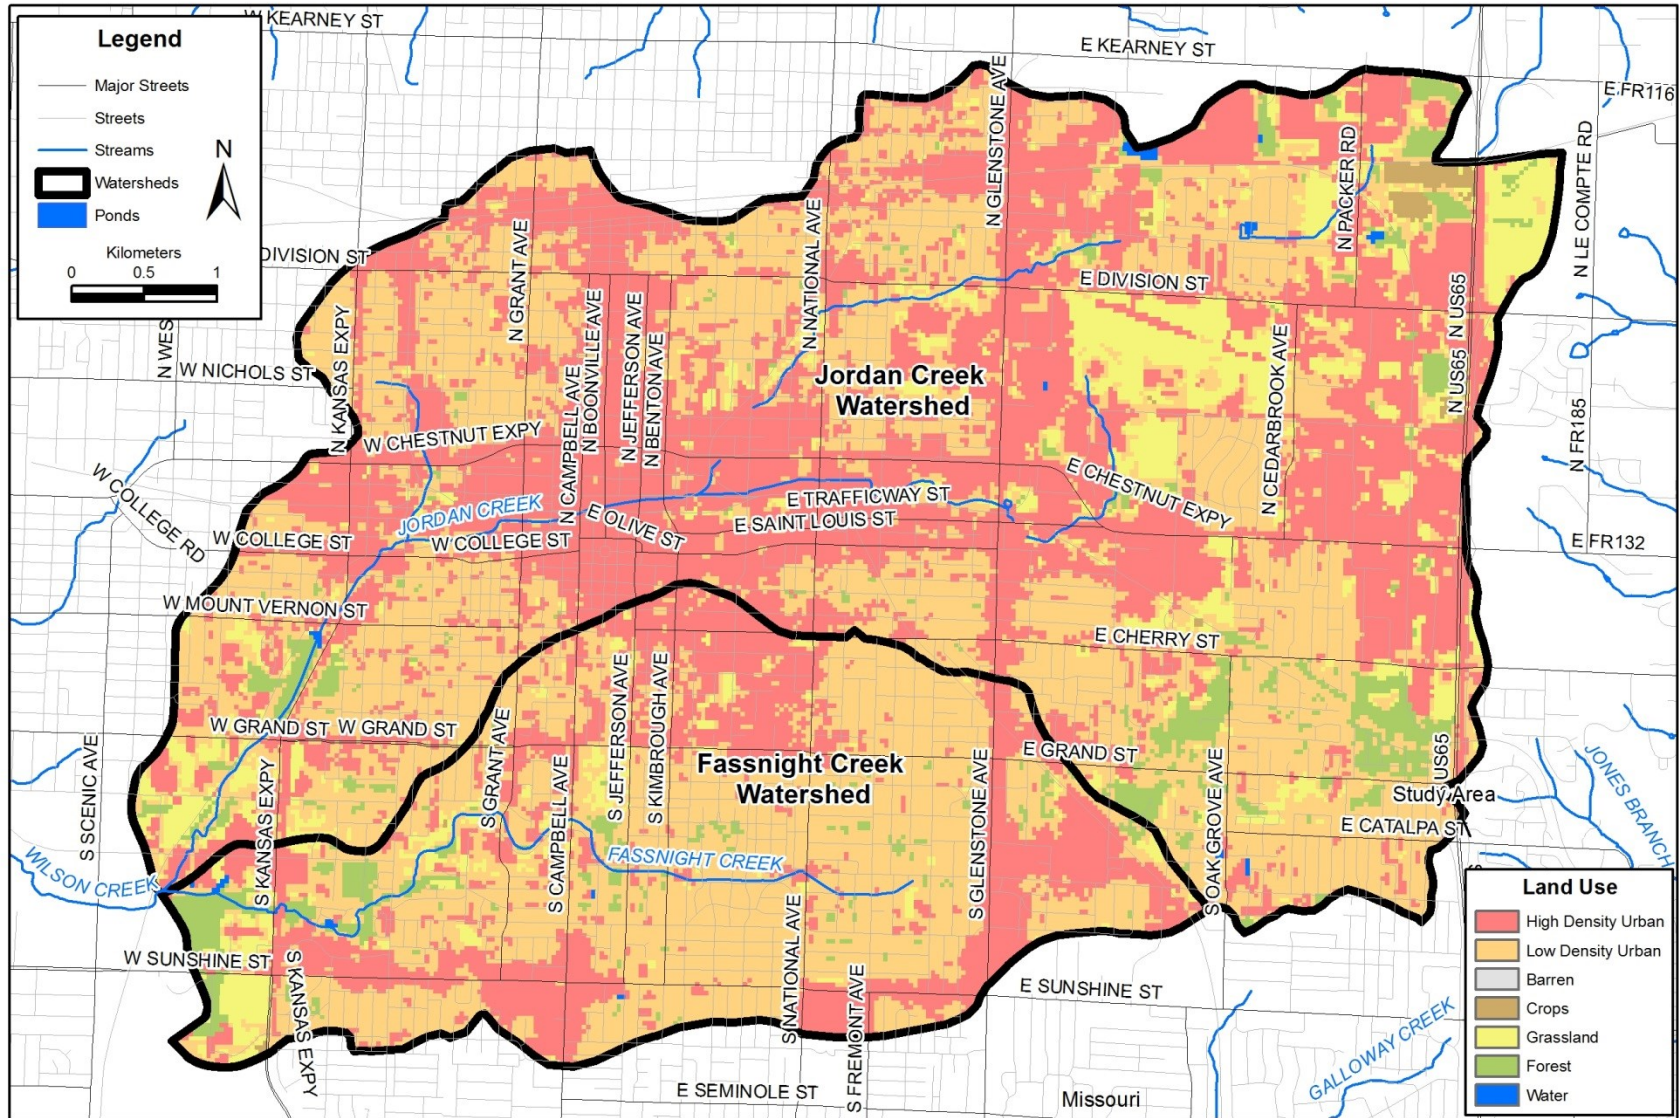 W KEARNEY ST
E KEARNEY ST
Legend
Major Streets
Streets
Streams
Watersheds
Ponds
N
Kilometers
0 0.5 1
N GLENSTONE AVE
E FR116
N PACKER RD
N LE COMPTE RD
DIVISION ST
N GRANT AVE
N NATIONAL AVE
E DIVISION ST
N US65
N WES
N KANSAS EXPY
W NICHOLS ST
N CAMPBELL AVE
N BOONVILLE AVE
N JEFFERSON AVE
N BENTON AVE
Jordan Creek
Watershed
N CEDARBROOK AVE
N US65
N FR185
W CHESTNUT EXPY
W COLLEGE RD
JORDAN CREEK
E TRAFFICWAY ST
E CHESTNUT EXPY
E OLIVE ST
E SAINT LOUIS ST
W COLLEGE ST
W COLLEGE ST
E FR132
W MOUNT VERNON ST
E CHERRY ST
S JEFFERSON AVE
S KIMBROUGH AVE
W GRAND ST
W GRAND ST
S GRANT AVE
S CAMPBELL AVE
Fassnight Creek
Watershed
E GRAND ST
S GLENSTONE AVE
S OAK GROVE AVE
US65
Study Area
E CATALPA ST
JONES BRANCH
S SCENIC AVE
S KANSAS EXPY
WILSON CREEK
FASSNIGHT CREEK
W SUNSHINE ST
S KANSAS EXPY
S NATIONAL AVE
S FREMONT AVE
E SUNSHINE ST
E SEMINOLE ST
Missouri
GALLOWAY CREEK
Land Use
High Density Urban
Low Density Urban
Barren
Crops
Grassland
Forest
Water